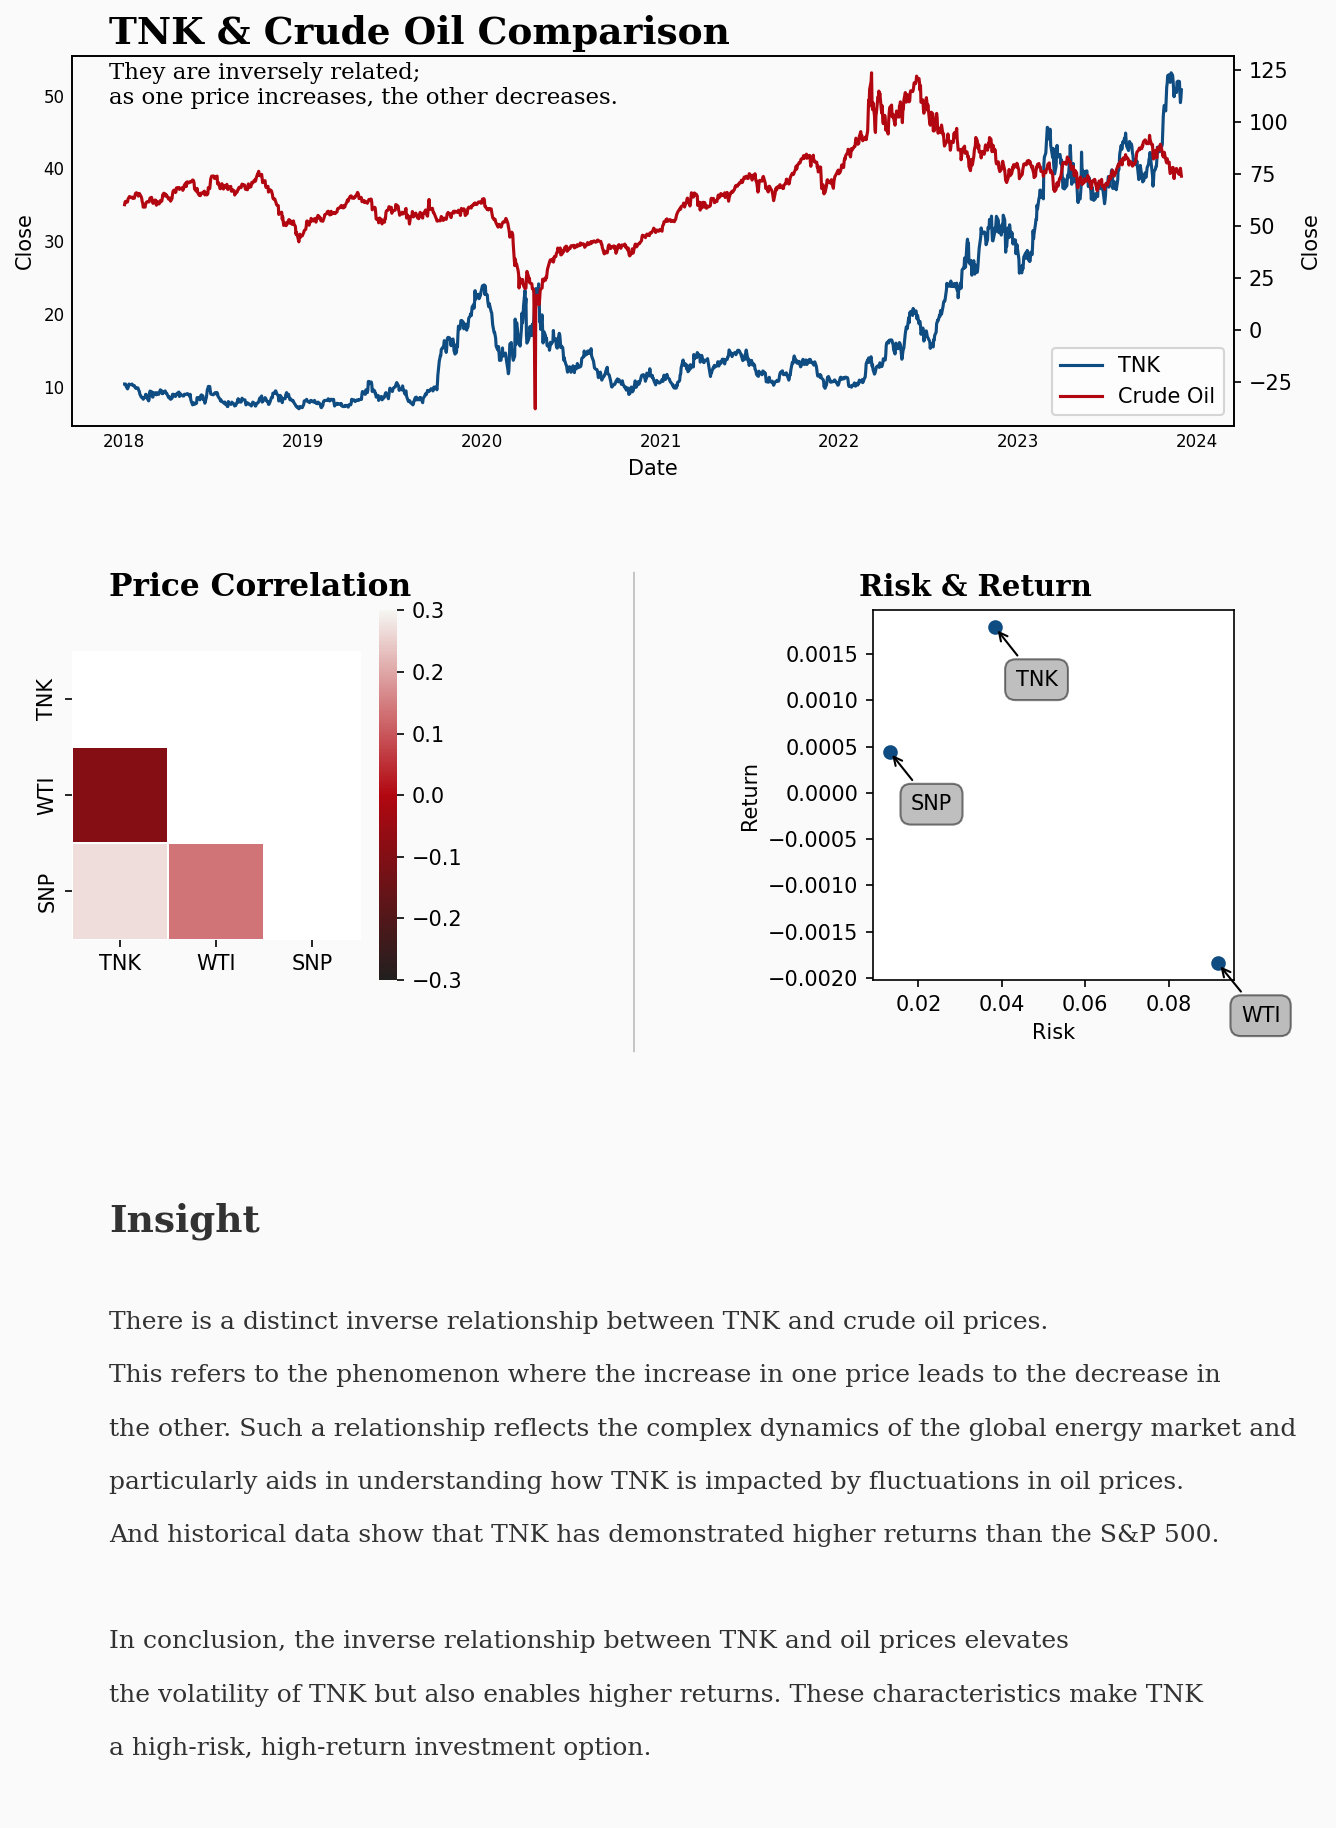 TNK & Crude Oil Comparison
They are inversely related;
as one price increases, the other decreases.
50
40
30
20
10
Close
125
100
75
50
25
0
−25
Close
TNK
Crude Oil
2018 2019 2020 2021 2022 2023 2024
Date
Price Correlation
TNK
WTI
SNP
TNK WTI SNP
0.3
0.2
0.1
0.0
−0.1
−0.2
−0.3
Risk & Return
0.0015
0.0010
0.0005
0.0000
−0.0005
−0.0010
−0.0015
−0.0020
Return
TNK
SNP
WTI
0.02 0.04 0.06 0.08
Risk
Insight
There is a distinct inverse relationship between TNK and crude oil prices.
This refers to the phenomenon where the increase in one price leads to the decrease in
the other. Such a relationship reflects the complex dynamics of the global energy market and
particularly aids in understanding how TNK is impacted by fluctuations in oil prices.
And historical data show that TNK has demonstrated higher returns than the S&P 500.
In conclusion, the inverse relationship between TNK and oil prices elevates
the volatility of TNK but also enables higher returns. These characteristics make TNK
a high-risk, high-return investment option.